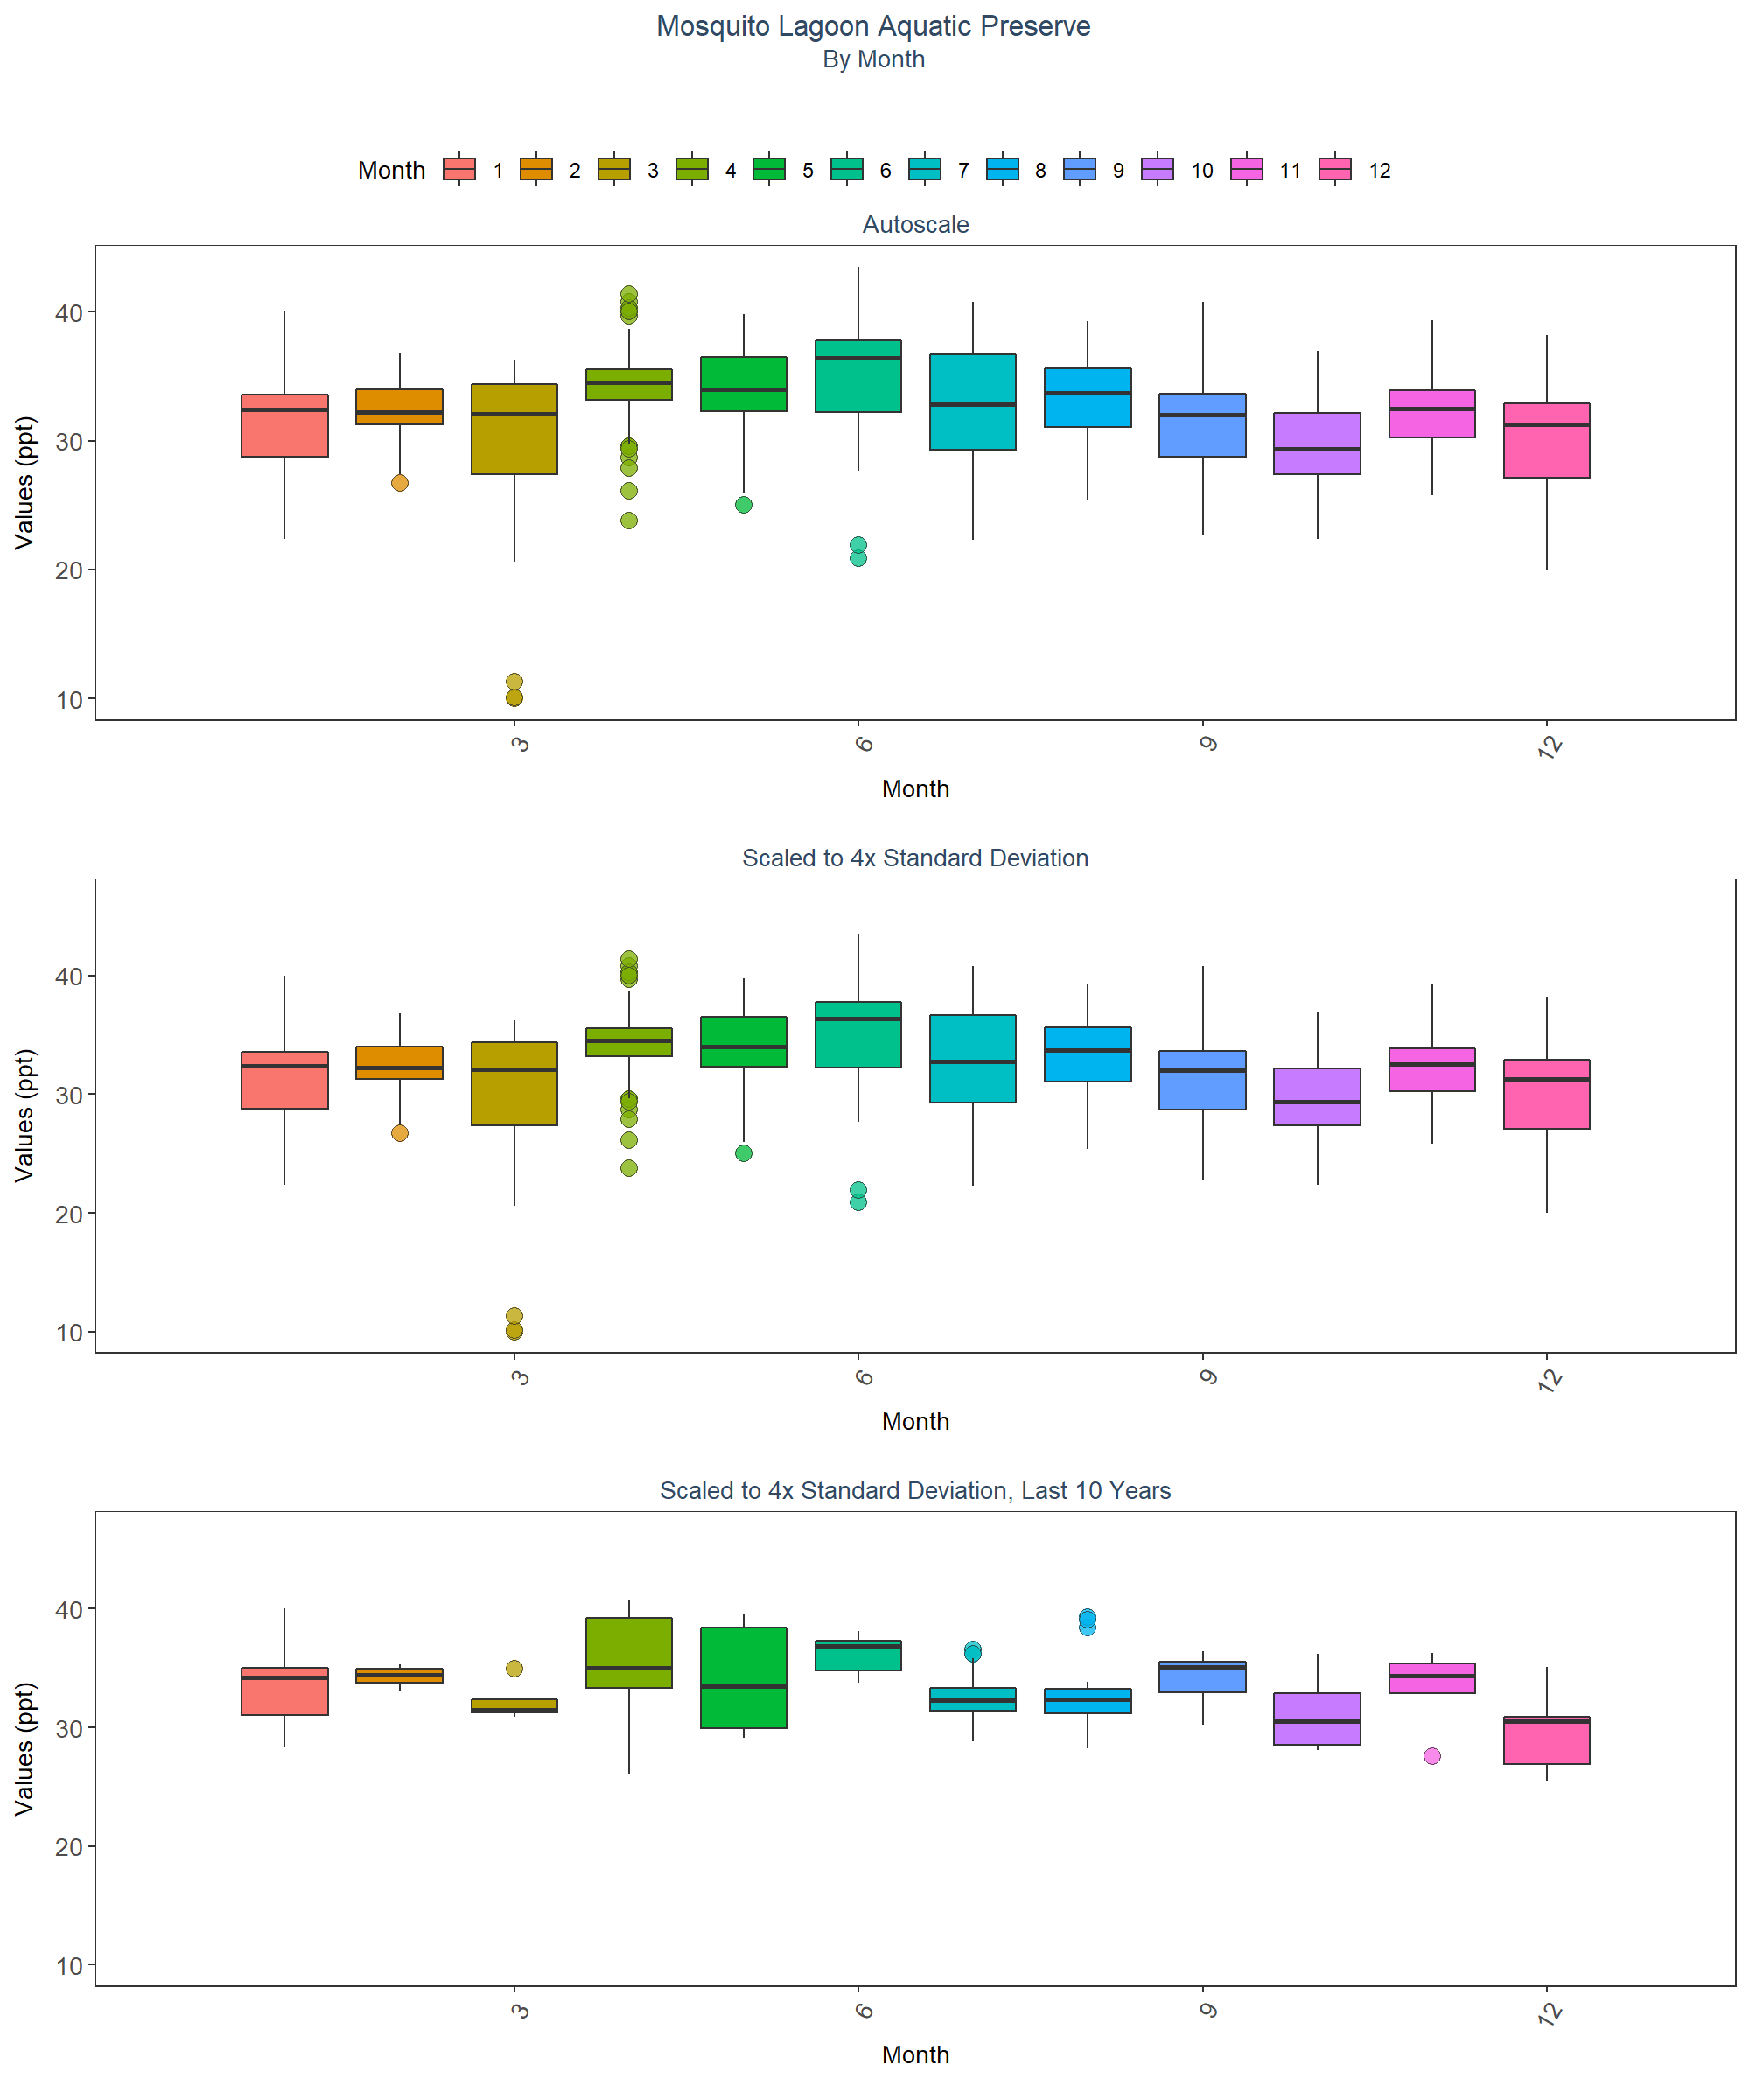 Mosquito Lagoon Aquatic Preserve
By Month
Month 1 2 3 4 5 6 7 8 9 10 11 12
Autoscale
Values (ppt)
40
30
20
10
3 6 9 12
Month
Scaled to 4x Standard Deviation
Values (ppt)
40
30
20
10
3 6 9 12
Month
Scaled to 4x Standard Deviation, Last 10 Years
Values (ppt)
40
30
20
10
3 6 9 12
Month